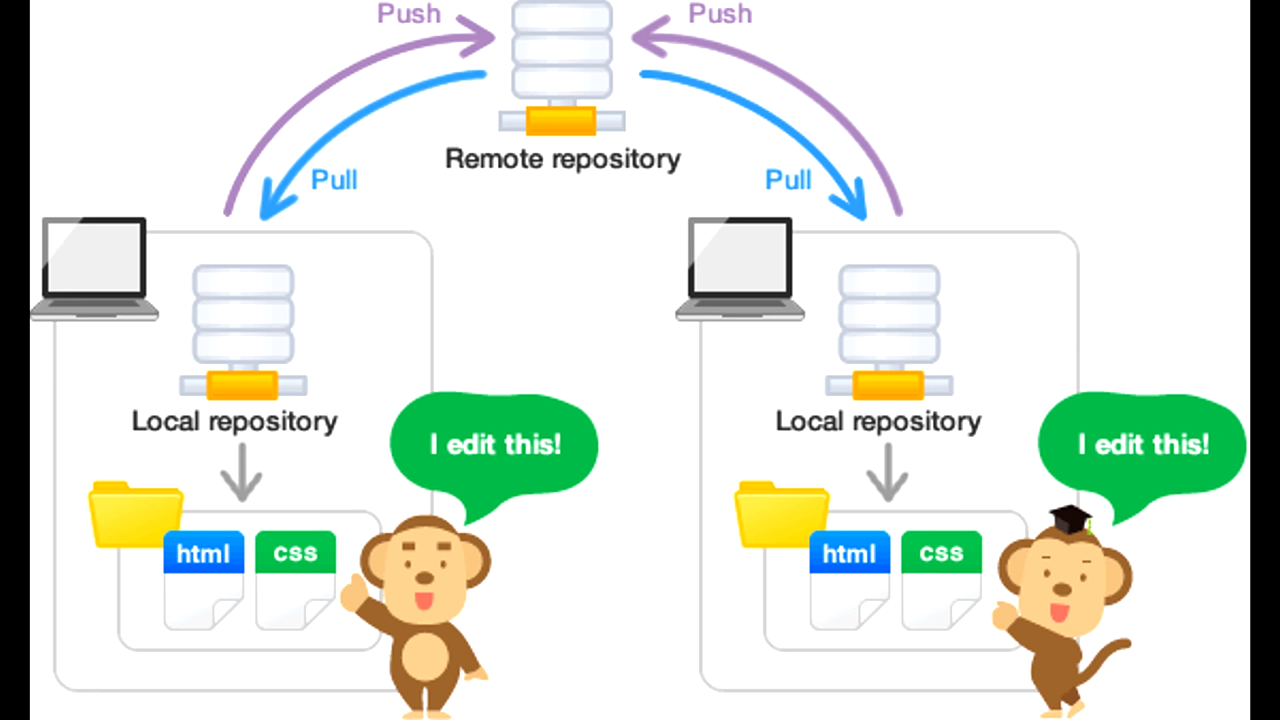 Push
Push
Remote repository
Pull
Pull
Local repository
Local repository
I edit this!
I edit this!
html
css
html
css